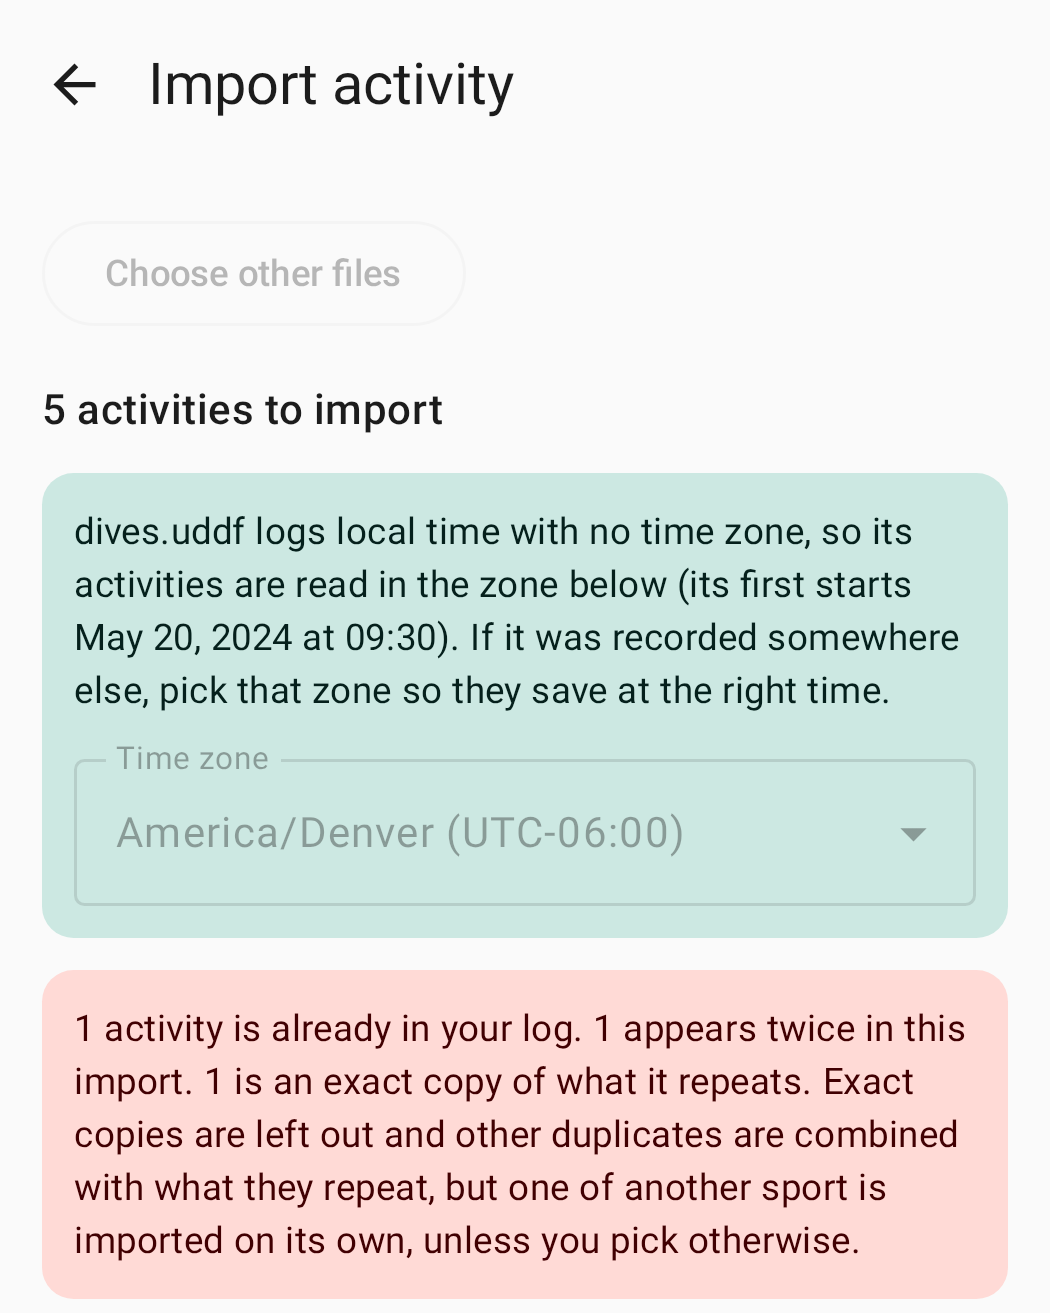 Import activity
Choose other files
5 activities to import
dives.uddf logs local time with no time zone, so its
activities are read in the zone below (its first starts
May 20, 2024 at 09:30). If it was recorded somewhere
else, pick that zone so they save at the right time.
Time zone
America/Denver (UTC-06:00)
1 activity is already in your log. 1 appears twice in this
import. 1 is an exact copy of what it repeats. Exact
copies are left out and other duplicates are combined
with what they repeat, but one of another sport is
imported on its own, unless you pick otherwise.